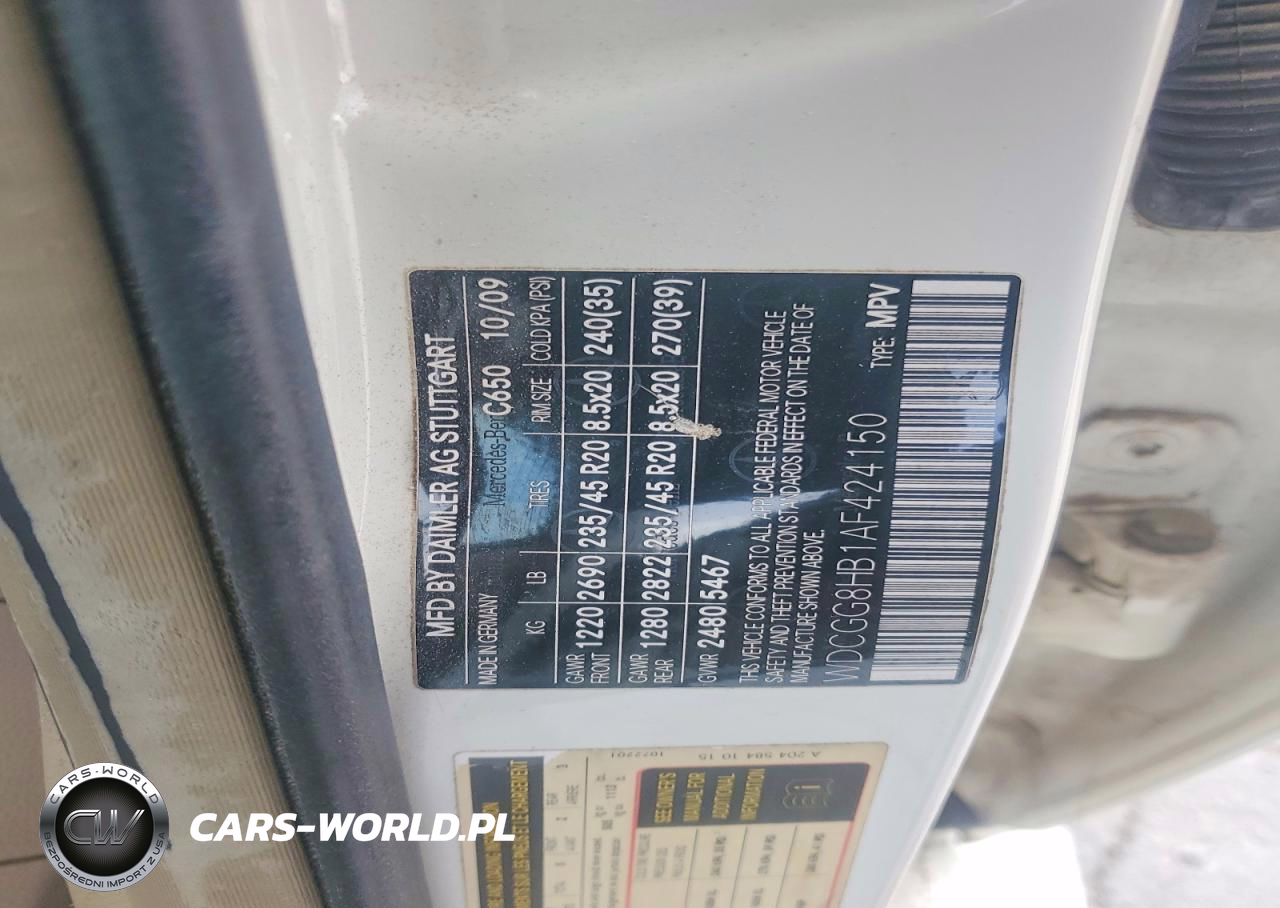 MFD BY DAIMLER AG STUTTGART
MADE IN GERMANY Mercedes-Ben C650 10/09
KG LB TIRES RIM SIZE COLD KPA (PSI)
GAWR FRONT 1220 2690 235/45 R20 8.5x20 240(35)
GAWR REAR 1280 2822 235/45 R20 8.5x20 270(39)
GVWR 2480 5467
THIS VEHICLE CONFORMS TO ALL APPLICABLE FEDERAL MOTOR VEHICLE
SAFETY AND THEFT PREVENTION STANDARDS IN EFFECT ON THE DATE OF
MANUFACTURE SHOWN ABOVE.
WDCGG8HB1AF424150 TYPE: MPV
SEE OWNER'S
MANUAL FOR
ADDITIONAL
INFORMATION
A 204 584 10 15
CARS-WORLD
CW
BEZPOŚREDNI IMPORT Z USA
CARS-WORLD.PL